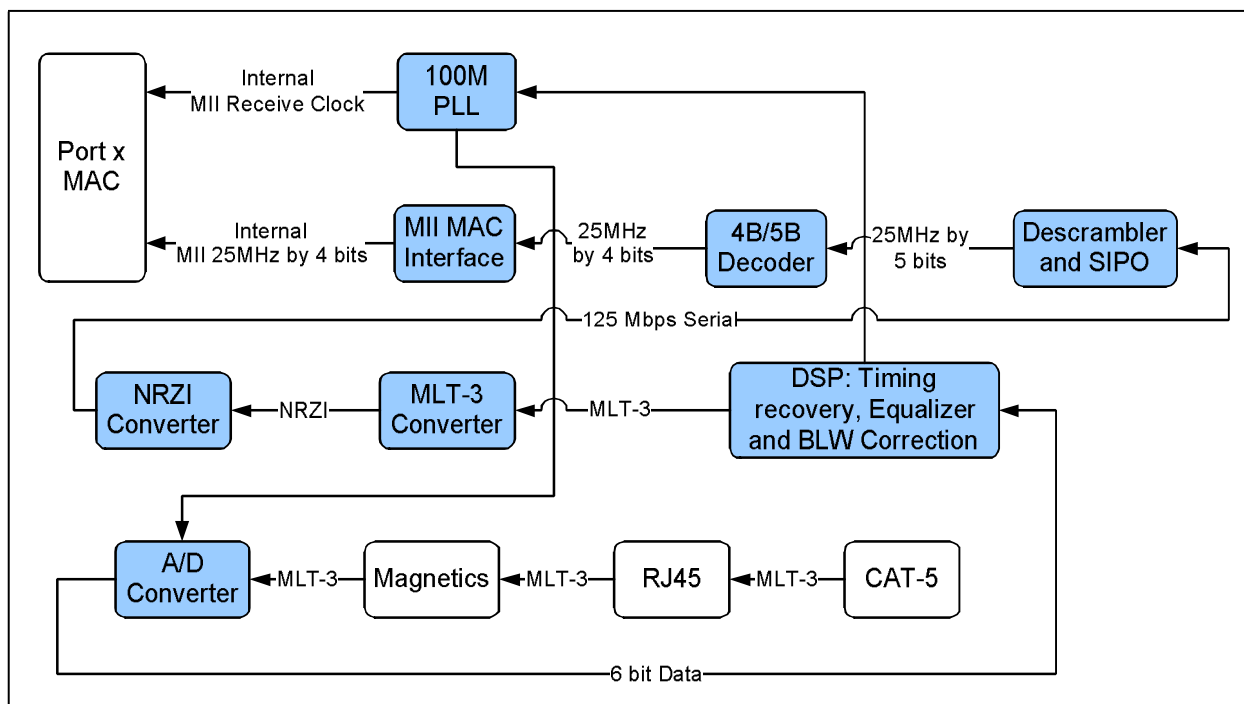 Port x
MAC
Internal
MII Receive Clock
100M
PLL
Internal
MII 25MHz by 4 bits
MII MAC
Interface
25MHz
by 4 bits
4B/5B
Decoder
25MHz by
5 bits
Descrambler
and SIPO
125 Mbps Serial
NRZI
Converter
NRZI
MLT-3
Converter
MLT-3
DSP: Timing
recovery, Equalizer
and BLW Correction
A/D
Converter
MLT-3
Magnetics
MLT-3
RJ45
MLT-3
CAT-5
6 bit Data